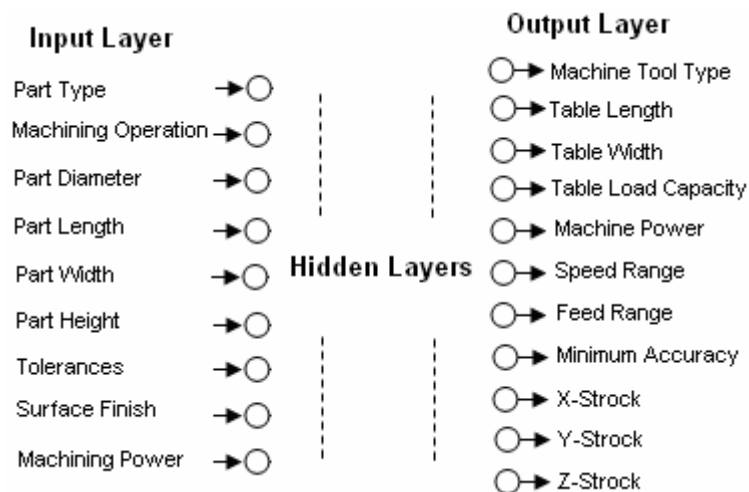 Input Layer
Part Type
Machining Operation
Part Diameter
Part Length
Part Width
Part Height
Tolerances
Surface Finish
Machining Power
Hidden Layers
Output Layer
Machine Tool Type
Table Length
Table Width
Table Load Capacity
Machine Power
Speed Range
Feed Range
Minimum Accuracy
X-Strock
Y-Strock
Z-Strock